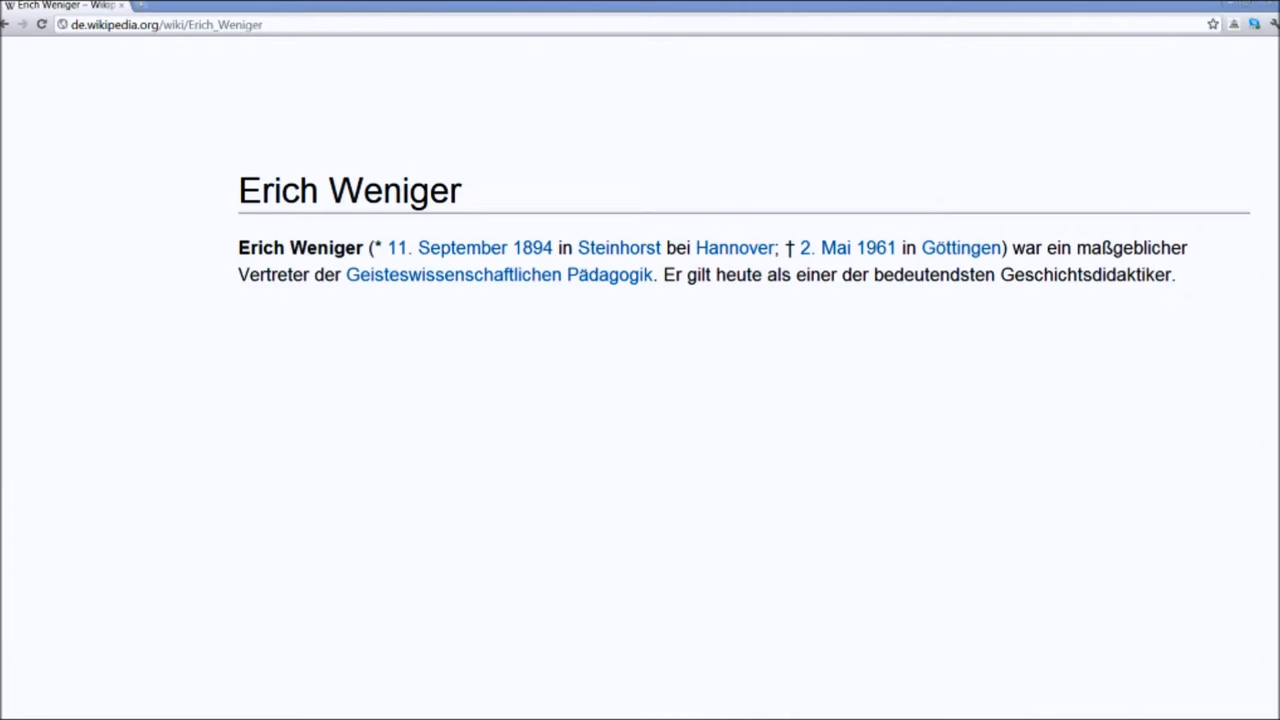 Erich Weniger – Wikip
de.wikipedia.org/wiki/Erich_Weniger
Erich Weniger
Erich Weniger (* 11. September 1894 in Steinhorst bei Hannover; † 2. Mai 1961 in Göttingen) war ein maßgeblicher
Vertreter der Geisteswissenschaftlichen Pädagogik. Er gilt heute als einer der bedeutendsten Geschichtsdidaktiker.